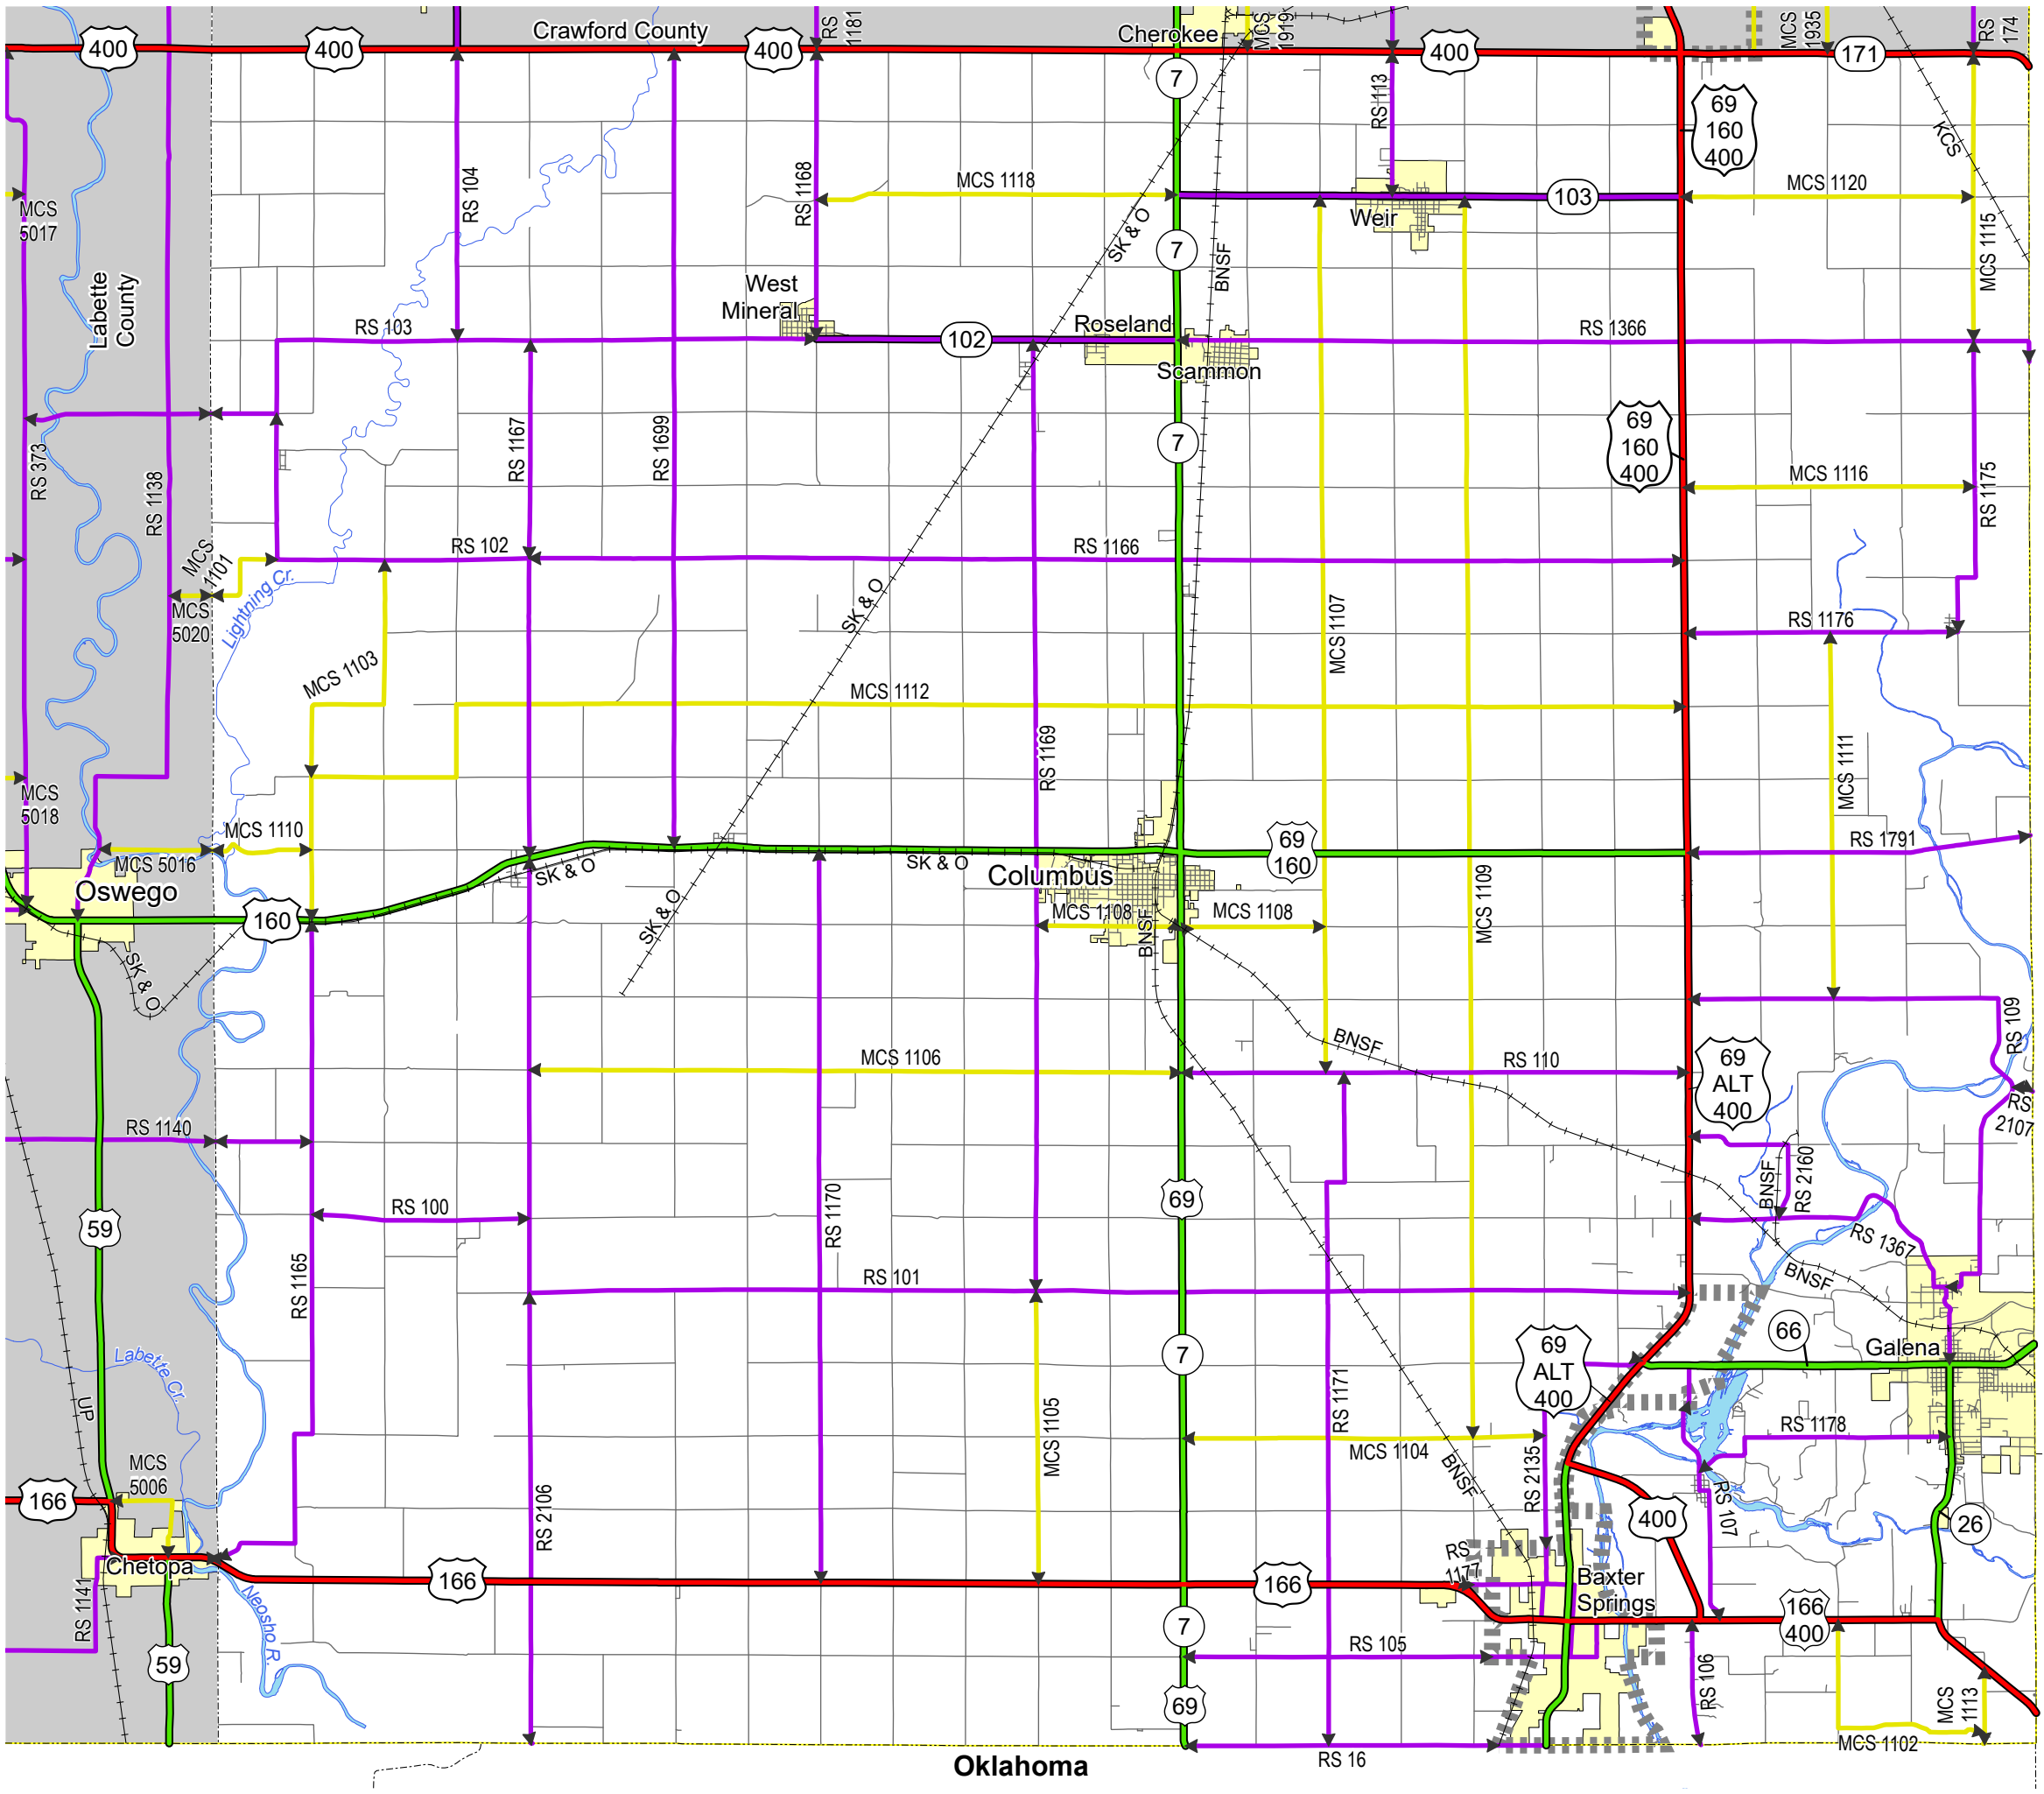 Crawford County
Cherokee
RS
1181
MCS
1919
MCS
1935
RS
174
400
400
400
400
171
7
69
160
400
KCS
RS 113
RS 104
RS 1168
MCS 1118
103
MCS 1120
MCS
5017
Weir
SK & O
7
BNSF
MCS 1115
Labette
County
West
Mineral
RS 103
102
Roseland
Scammon
RS 1366
RS 373
RS 1138
RS 1167
RS 1699
7
69
160
400
MCS 1116
RS 1175
MCS
1101
RS 102
RS 1166
MCS
5020
Lightning Cr.
SK & O
MCS 1107
RS 1176
MCS 1103
MCS 1112
RS 1169
MCS 1111
MCS
5018
MCS 1110
MCS 5016
SK & O
SK & O
69
160
RS 1791
Oswego
Columbus
160
SK & O
MCS 1108
MCS 1108
BNSF
MCS 1109
SK & O
RS 109
MCS 1106
BNSF
RS 110
69
ALT
400
RS
2107
RS 1140
BNSF
RS 2160
59
RS 100
RS 1170
69
RS 1367
RS 1165
RS 101
BNSF
Labette Cr.
7
69
ALT
400
66
Galena
UP
MCS 1105
RS 1171
MCS 1104
RS 1178
MCS
5006
166
RS 2106
BNSF
RS 2135
400
RS 107
26
Chetopa
166
166
RS
117
Baxter
Springs
166
400
RS 1141
Neosho R.
7
59
RS 105
RS 106
69
MCS
1113
MCS 1102
RS 16
Oklahoma